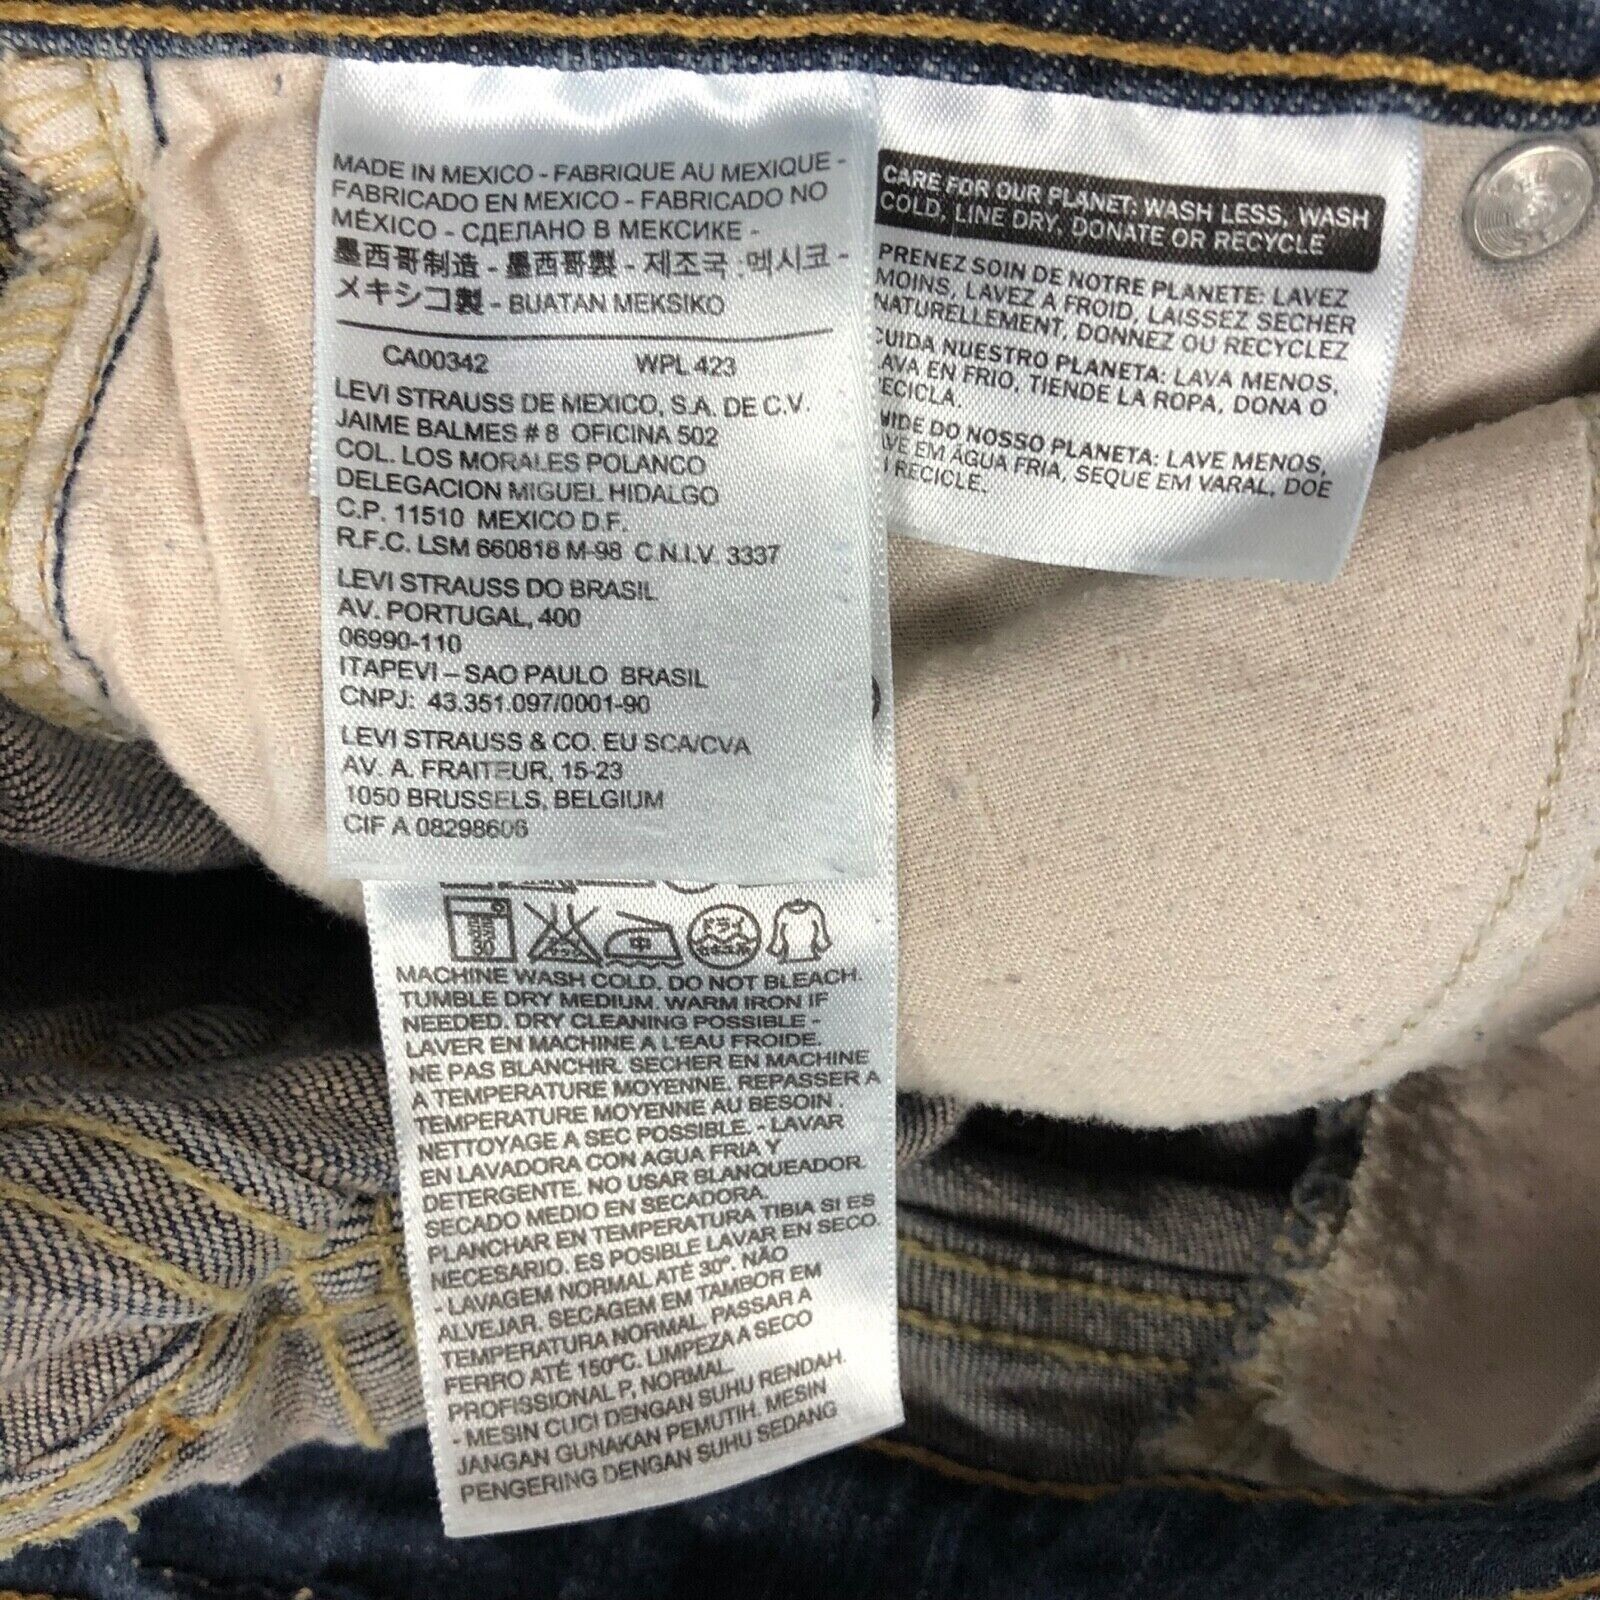 MADE IN MEXICO - FABRIQUE AU MEXIQUE -
FABRICADO EN MEXICO - FABRICADO NO
MÉXICO - СДЕЛАНО В МЕКСИКЕ -
墨西哥制造 - 墨西哥製 - 제조국 :멕시코 -
メキシコ製 - BUATAN MEKSIKO
CA00342 WPL 423
LEVI STRAUSS DE MEXICO, S.A. DE C.V.
JAIME BALMES # 8 OFICINA 502
COL. LOS MORALES POLANCO
DELEGACION MIGUEL HIDALGO
C.P. 11510 MEXICO D.F.
R.F.C. LSM 660818 M-98 C.N.I.V. 3337
LEVI STRAUSS DO BRASIL
AV. PORTUGAL, 400
06990-110
ITAPEVI – SAO PAULO BRASIL
CNPJ: 43.351.097/0001-90
LEVI STRAUSS & CO. EU SCA/CVA
AV. A. FRAITEUR, 15-23
1050 BRUSSELS, BELGIUM
CIF A 08298606
CARE FOR OUR PLANET: WASH LESS, WASH
COLD, LINE DRY, DONATE OR RECYCLE
PRENEZ SOIN DE NOTRE PLANETE: LAVEZ
MOINS, LAVEZ A FROID, LAISSEZ SECHER
NATURELLEMENT, DONNEZ OU RECYCLEZ
CUIDA NUESTRO PLANETA: LAVA MENOS,
LAVA EN FRIO, TIENDE LA ROPA, DONA O
RECICLA.
DO NOSSO PLANETA: LAVE MENOS,
EM ÁGUA FRIA, SEQUE EM VARAL, DOE
RECICLE.
30 中 ドライ
MACHINE WASH COLD. DO NOT BLEACH.
TUMBLE DRY MEDIUM. WARM IRON IF
NEEDED. DRY CLEANING POSSIBLE -
LAVER EN MACHINE A L'EAU FROIDE.
NE PAS BLANCHIR. SECHER EN MACHINE
A TEMPERATURE MOYENNE. REPASSER A
TEMPERATURE MOYENNE AU BESOIN
NETTOYAGE A SEC POSSIBLE. - LAVAR
EN LAVADORA CON AGUA FRIA Y
DETERGENTE. NO USAR BLANQUEADOR.
SECADO MEDIO EN SECADORA.
PLANCHAR EN TEMPERATURA TIBIA SI ES
NECESARIO. ES POSIBLE LAVAR EN SECO.
- LAVAGEM NORMAL ATÉ 30º. NÃO
ALVEJAR. SECAGEM EM TAMBOR EM
TEMPERATURA NORMAL. PASSAR A
FERRO ATÉ 150ºC. LIMPEZA A SECO
PROFISSIONAL P, NORMAL.
- MESIN CUCI DENGAN SUHU RENDAH.
JANGAN GUNAKAN PEMUTIH. MESIN
PENGERING DENGAN SUHU SEDANG